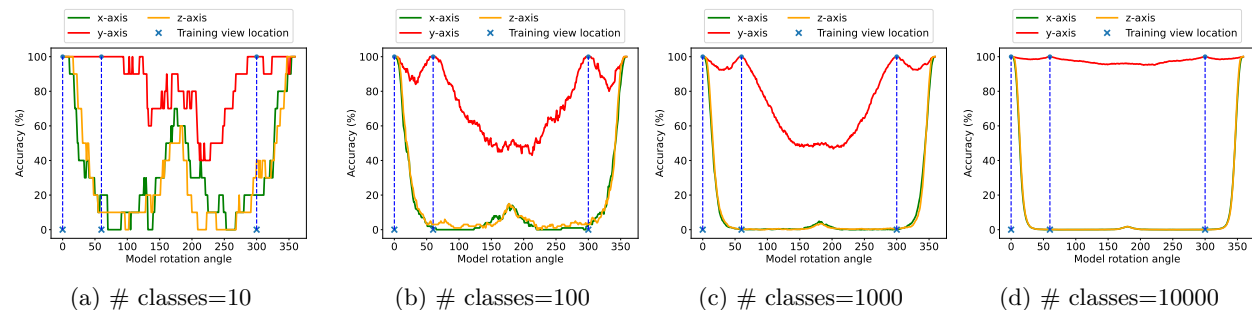 x-axis z-axis
y-axis Training view location
100
80
60
40
20
0
Accuracy (%)
0 50 100 150 200 250 300 350
Model rotation angle
(a) # classes=10
x-axis z-axis
y-axis Training view location
100
80
60
40
20
0
Accuracy (%)
0 50 100 150 200 250 300 350
Model rotation angle
(b) # classes=100
x-axis z-axis
y-axis Training view location
100
80
60
40
20
0
Accuracy (%)
0 50 100 150 200 250 300 350
Model rotation angle
(c) # classes=1000
x-axis z-axis
y-axis Training view location
100
80
60
40
20
0
Accuracy (%)
0 50 100 150 200 250 300 350
Model rotation angle
(d) # classes=10000